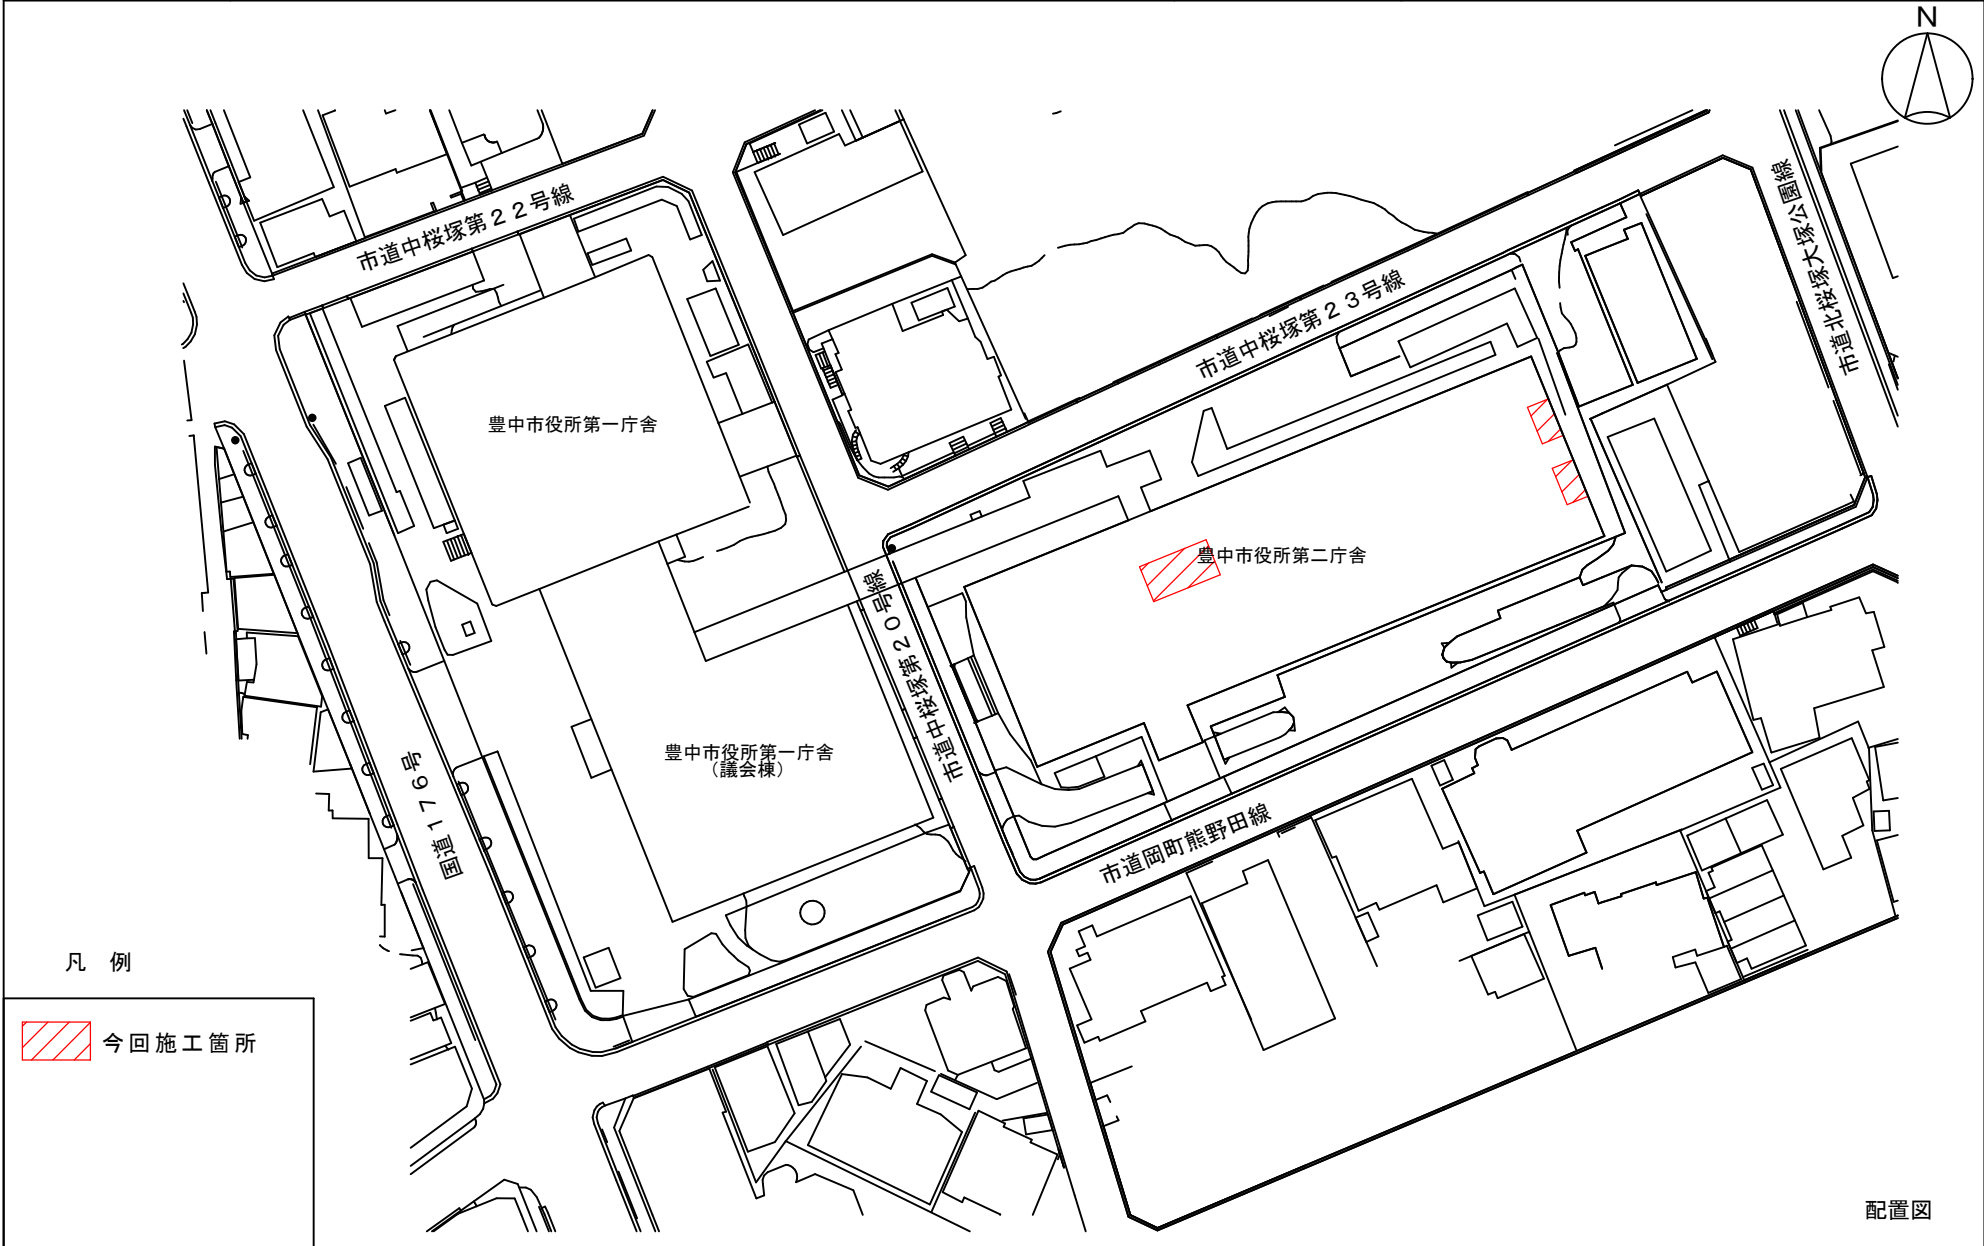 N
市道中桜塚第２２号線
市道北桜塚大塚公園線
市道中桜塚第２３号線
豊中市役所第一庁舎
豊中市役所第二庁舎
市道中桜塚第２０号線
豊中市役所第一庁舎
（議会棟）
国道１７６号
市道岡町熊野田線
凡　例
今回施工箇所
配置図